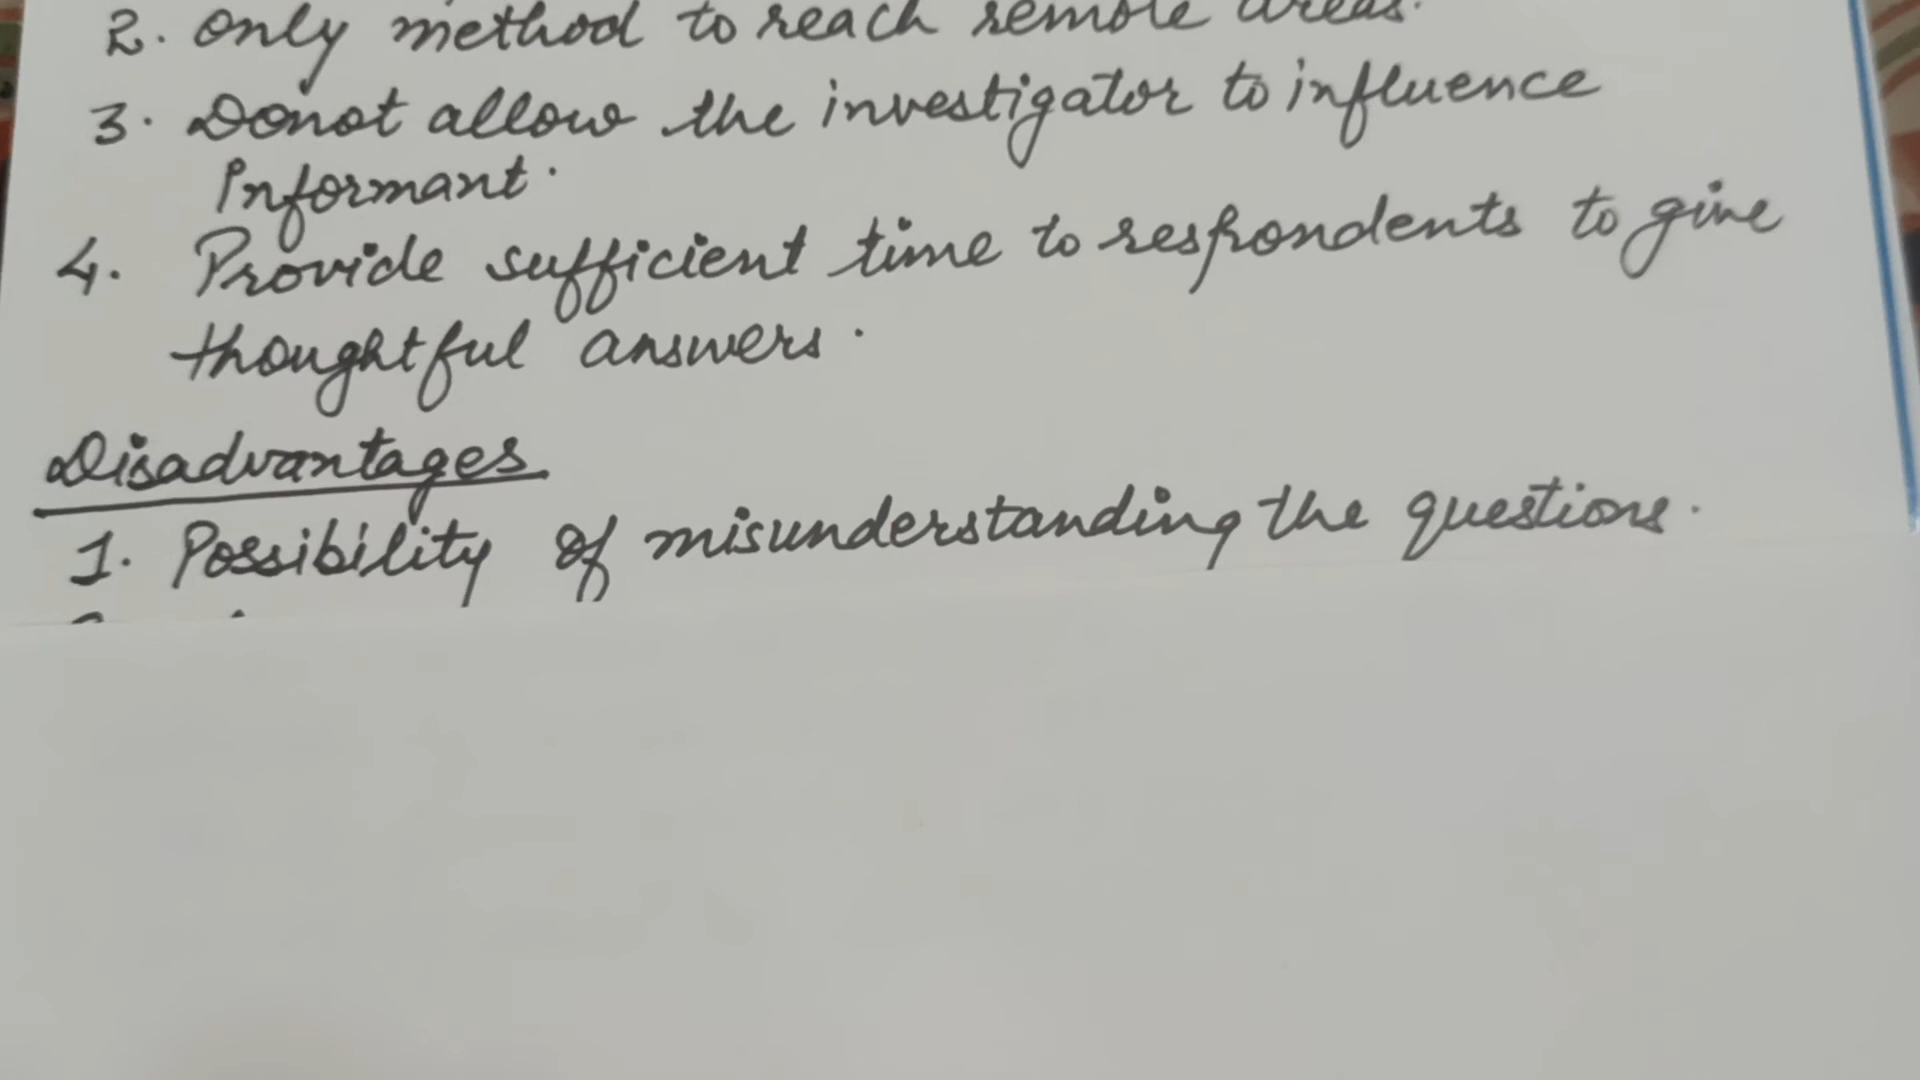 2. only method to reach remote areas.
3. Donot allow the investigator to influence
Informant.
4. Provide sufficient time to respondents to give
thoughtful answers.
Disadvantages
1. Possibility of misunderstanding the questions.